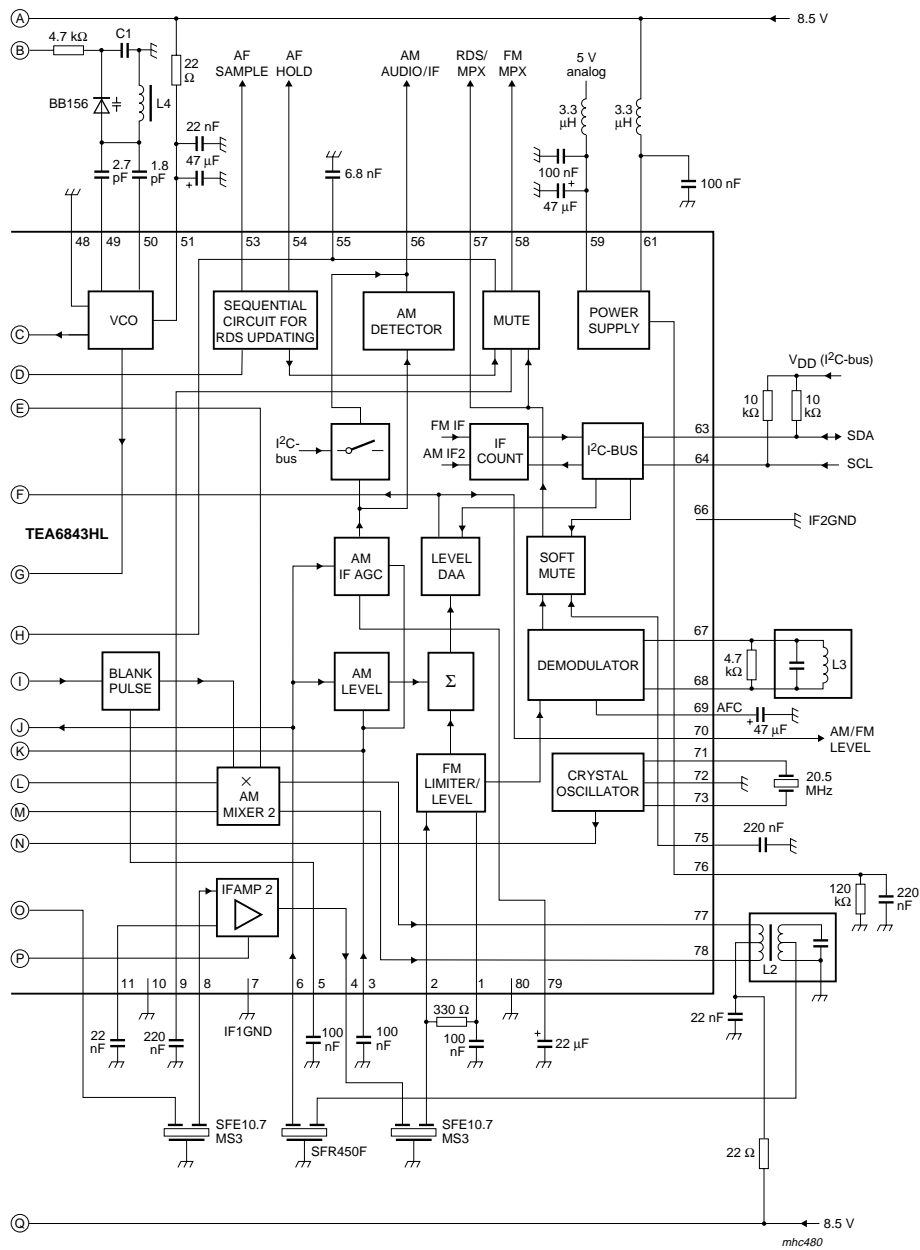 A
8.5 V
B
4.7 kΩ
C1
22
Ω
AF
SAMPLE
AF
HOLD
AM
AUDIO/IF
RDS/
MPX
FM
MPX
5 V
analog
BB156
L4
3.3
μH
3.3
μH
22 nF
47 μF
+
2.7
pF
1.8
pF
6.8 nF
100 nF
47 μF
+
100 nF
48
49
50
51
53
54
55
56
57
58
59
61
VCO
SEQUENTIAL
CIRCUIT FOR
RDS UPDATING
AM
DETECTOR
MUTE
POWER
SUPPLY
C
D
E
VDD (I2C-bus)
10
kΩ
10
kΩ
I2C-
bus
FM IF
AM IF2
IF
COUNT
I2C-BUS
63
SDA
64
SCL
F
66
IF2GND
TEA6843HL
G
AM
IF AGC
LEVEL
DAA
SOFT
MUTE
H
I
BLANK
PULSE
AM
LEVEL
Σ
DEMODULATOR
67
68
4.7
kΩ
L3
69
AFC
+
47 μF
J
70
AM/FM
LEVEL
K
L
M
×
AM
MIXER 2
FM
LIMITER/
LEVEL
CRYSTAL
OSCILLATOR
71
72
73
20.5
MHz
N
75
220 nF
76
120
kΩ
220
nF
O
IFAMP 2
77
P
78
L2
11
10
9
8
7
6
5
4
3
2
1
80
79
IF1GND
22
nF
220
nF
100
nF
100
nF
330 Ω
100
nF
+
22 μF
22 nF
SFE10.7
MS3
SFR450F
SFE10.7
MS3
22 Ω
Q
8.5 V
mhc480